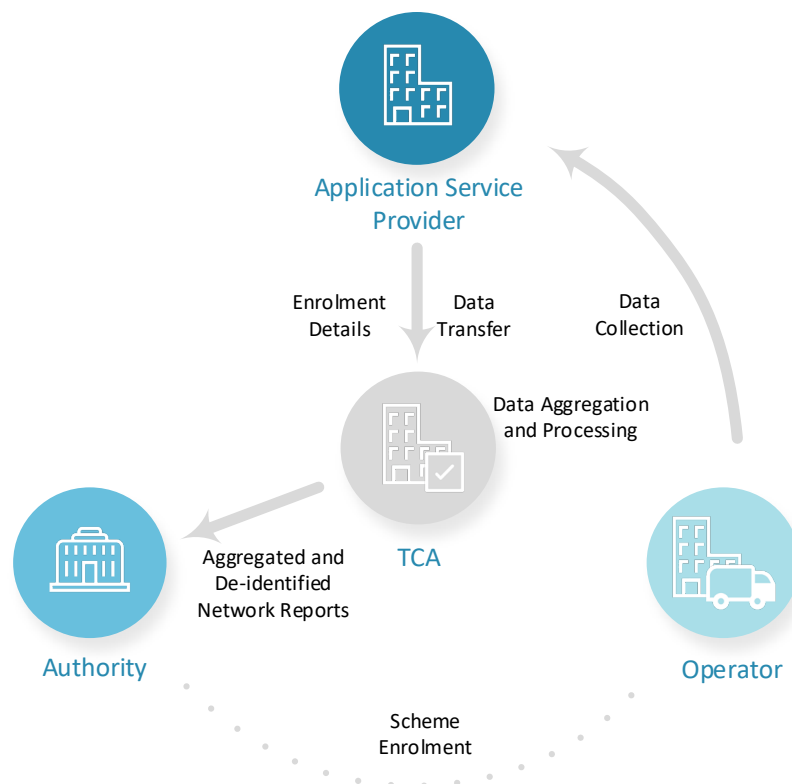 Application Service
Provider
Enrolment
Details
Data
Transfer
Data
Collection
Data Aggregation
and Processing
TCA
Aggregated and
De-identified
Network Reports
Authority
Operator
Scheme
Enrolment